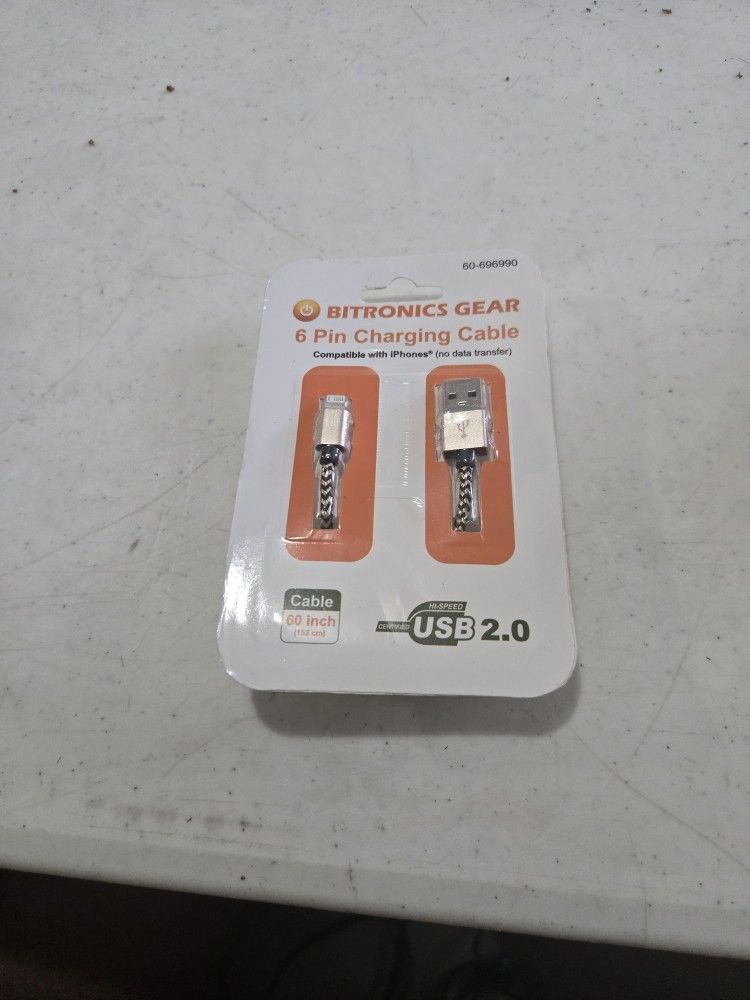 60-696990
BITRONICS GEAR
6 Pin Charging Cable
Compatible with iPhones® (no data transfer)
Cable
60 inch
(152 cm)
HI-SPEED
CERTIFIED
USB 2.0